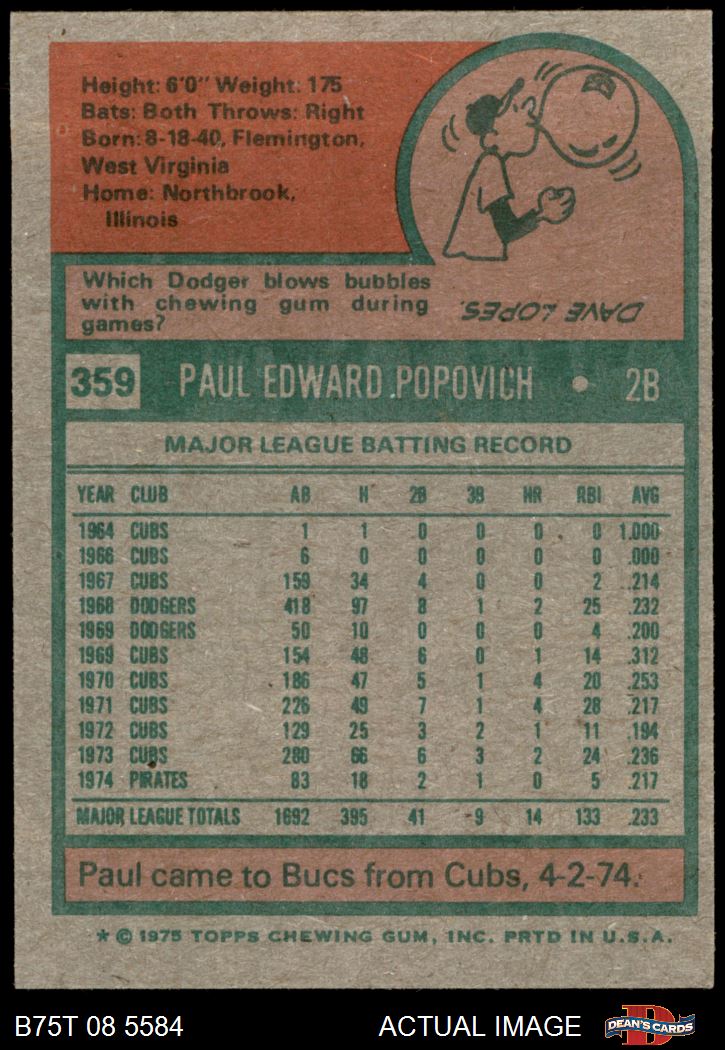 Height: 6'0" Weight: 175
Bats: Both Throws: Right
Born: 8-18-40, Flemington,
West Virginia
Home: Northbrook,
Illinois
Which Dodger blows bubbles
with chewing gum during
games?
DAVE LOPES.
359 PAUL EDWARD POPOVICH • 2B
MAJOR LEAGUE BATTING RECORD
YEAR CLUB AB H 2B 3B HR RBI AVG
1964 CUBS 1 1 0 0 0 0 1.000
1966 CUBS 6 0 0 0 0 0 .000
1967 CUBS 159 34 4 0 0 2 .214
1968 DODGERS 418 97 8 1 2 25 .232
1969 DODGERS 50 10 0 0 0 4 .200
1969 CUBS 154 48 6 0 1 14 .312
1970 CUBS 186 47 5 1 4 20 .253
1971 CUBS 226 49 7 1 4 28 .217
1972 CUBS 129 25 3 2 1 11 .194
1973 CUBS 280 66 6 3 2 24 .236
1974 PIRATES 83 18 2 1 0 5 .217
MAJOR LEAGUE TOTALS 1692 395 41 9 14 133 .233
Paul came to Bucs from Cubs, 4-2-74.
* © 1975 TOPPS CHEWING GUM, INC. PRTD IN U.S.A.
B75T 08 5584 ACTUAL IMAGE
D
DEAN'S CARDS